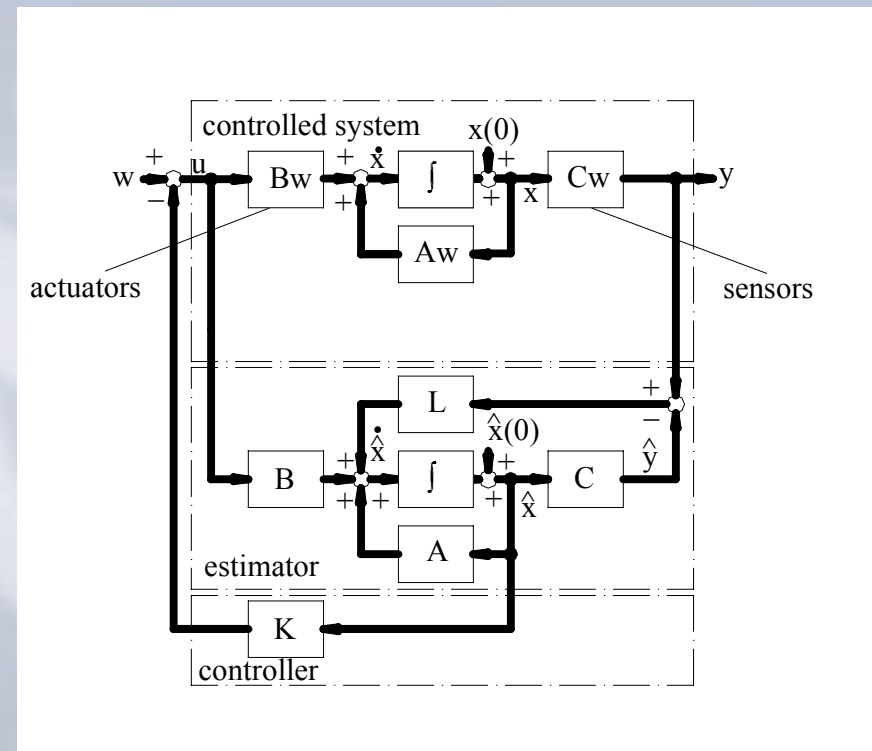 controlled system
x(0)
+
+
+
w
u
Bw
ẋ
∫
x
Cw
y
−
+
+
Aw
actuators
sensors
L
+
−
x̂(0)
x̂̇
ŷ
+
+
B
∫
C
+
+
+
x̂
A
estimator
K
controller